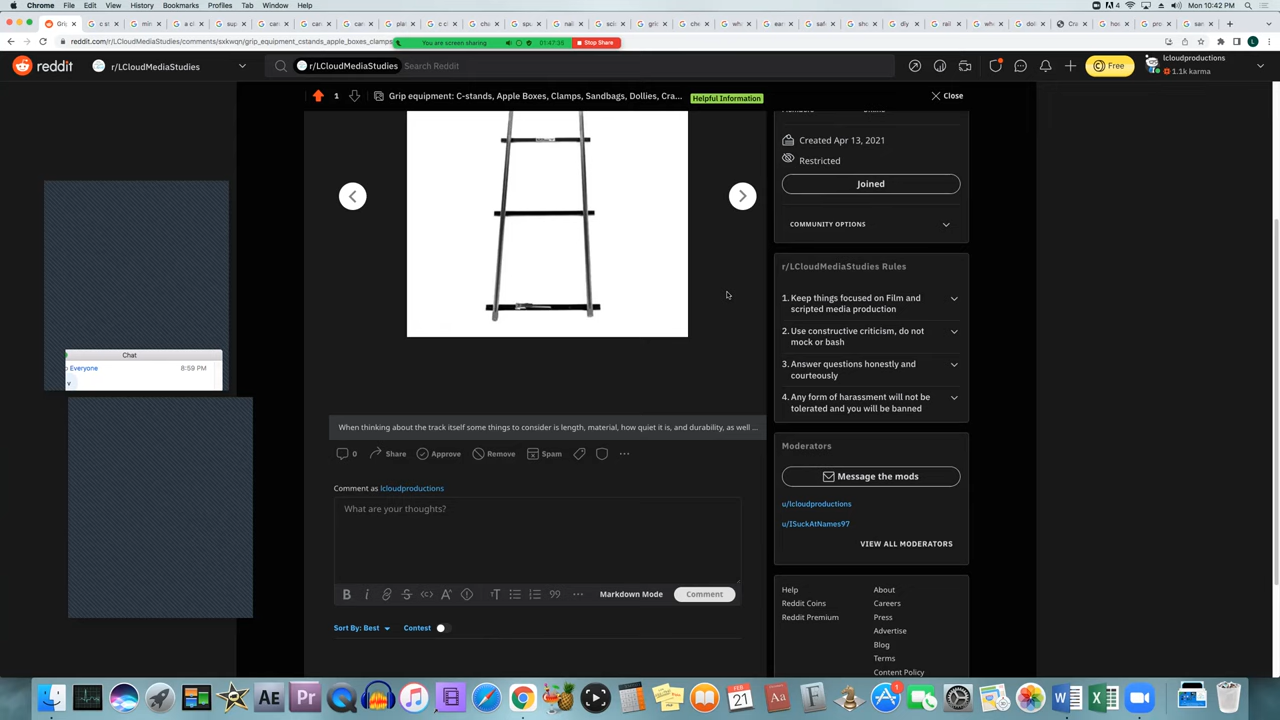 Chrome File Edit View History Bookmarks Profiles Tab Window Help
Mon 10:42 PM
reddit.com/r/LCloudMediaStudies/comments/sxkwqn/grip_equipment_cstands_apple_boxes_clamps
You are screen sharing 1:47:35 Stop Share
reddit r/LCloudMediaStudies r/LCloudMediaStudies Search Reddit Free lcloudproductions
1.1k karma
1 Grip equipment: C-stands, Apple Boxes, Clamps, Sandbags, Dollies, Cra... Helpful Information Close
Created Apr 13, 2021
Restricted
Joined
COMMUNITY OPTIONS
r/LCloudMediaStudies Rules
1. Keep things focused on Film and
scripted media production
2. Use constructive criticism, do not
mock or bash
3. Answer questions honestly and
courteously
4. Any form of harassment will not be
tolerated and you will be banned
Chat
Everyone 8:59 PM
v
When thinking about the track itself some things to consider is length, material, how quiet it is, and durability, as well ...
0 Share Approve Remove Spam
Moderators
Message the mods
u/lcloudproductions
u/ISuckAtNames97
VIEW ALL MODERATORS
Comment as lcloudproductions
What are your thoughts?
Markdown Mode Comment
Sort By: Best Contest
Help About
Reddit Coins Careers
Reddit Premium Press
Advertise
Blog
Terms
Content Policy
AE Pr FEB 21 Aa F W X